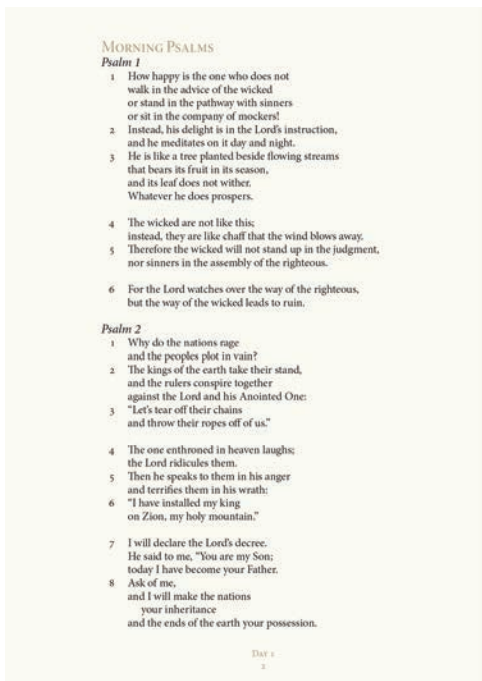 MORNING PSALMS
Psalm 1
1 How happy is the one who does not
walk in the advice of the wicked
or stand in the pathway with sinners
or sit in the company of mockers!
2 Instead, his delight is in the Lord's instruction,
and he meditates on it day and night.
3 He is like a tree planted beside flowing streams
that bears its fruit in its season,
and its leaf does not wither.
Whatever he does prospers.
4 The wicked are not like this;
instead, they are like chaff that the wind blows away.
5 Therefore the wicked will not stand up in the judgment,
nor sinners in the assembly of the righteous.
6 For the Lord watches over the way of the righteous,
but the way of the wicked leads to ruin.
Psalm 2
1 Why do the nations rage
and the peoples plot in vain?
2 The kings of the earth take their stand,
and the rulers conspire together
against the Lord and his Anointed One:
3 "Let's tear off their chains
and throw their ropes off of us."
4 The one enthroned in heaven laughs;
the Lord ridicules them.
5 Then he speaks to them in his anger
and terrifies them in his wrath:
6 "I have installed my king
on Zion, my holy mountain."
7 I will declare the Lord's decree.
He said to me, "You are my Son;
today I have become your Father.
8 Ask of me,
and I will make the nations
your inheritance
and the ends of the earth your possession.
DAY 1
2